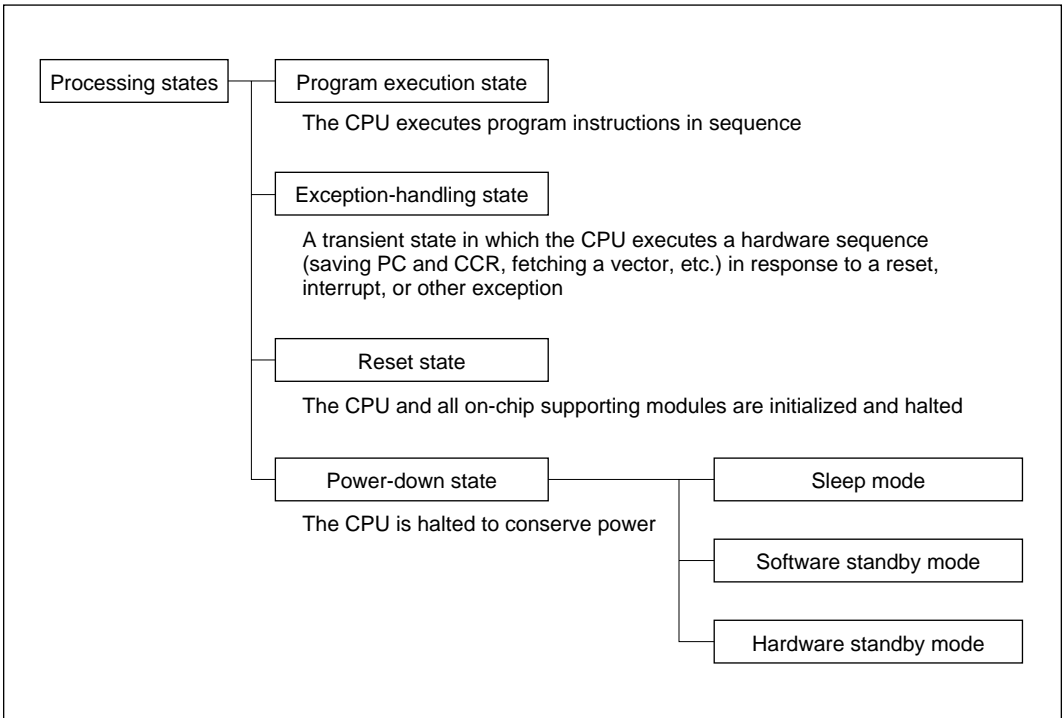 Processing states
Program execution state
The CPU executes program instructions in sequence
Exception-handling state
A transient state in which the CPU executes a hardware sequence
(saving PC and CCR, fetching a vector, etc.) in response to a reset,
interrupt, or other exception
Reset state
The CPU and all on-chip supporting modules are initialized and halted
Power-down state
The CPU is halted to conserve power
Sleep mode
Software standby mode
Hardware standby mode